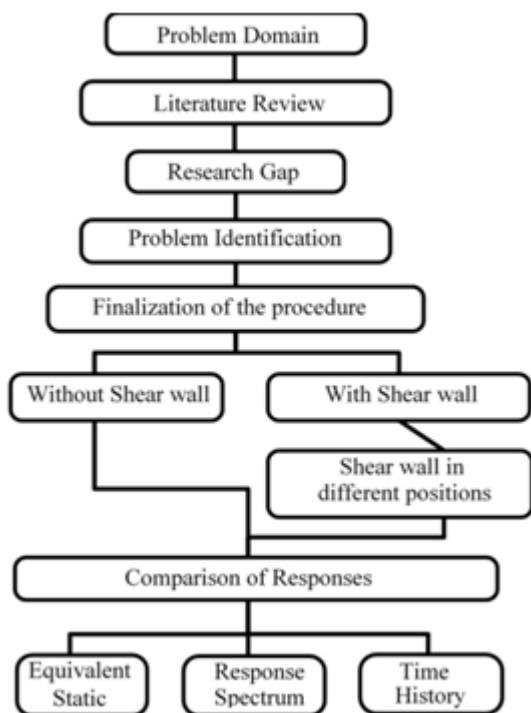 Problem Domain
Literature Review
Research Gap
Problem Identification
Finalization of the procedure
Without Shear wall
With Shear wall
Shear wall in
different positions
Comparison of Responses
Equivalent
Static
Response
Spectrum
Time
History